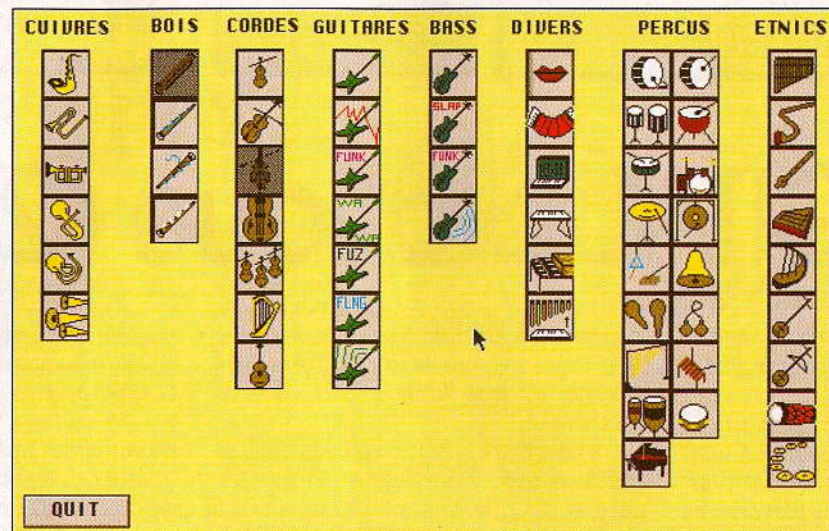 CUIVRES BOIS CORDES GUITARES BASS DIVERS PERCUS ETNICS
SLAP
FUNK FUNK
WA
WA
FUZ
FLNG
QUIT